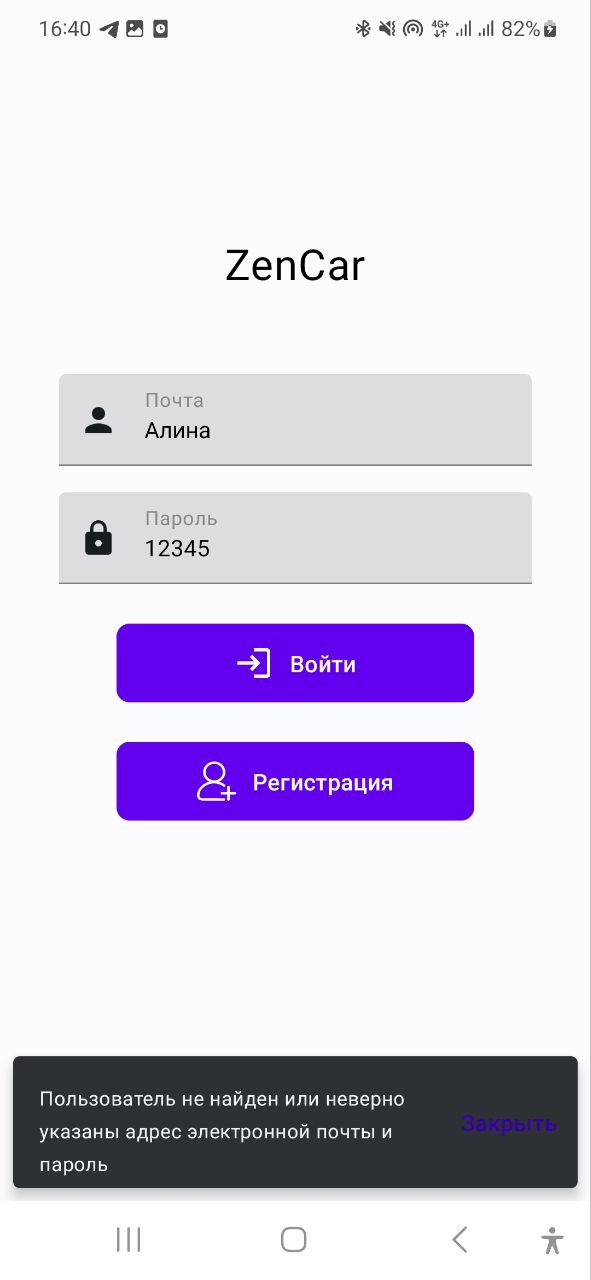 16:40 4G+ 82%
ZenCar
Почта
Алина
Пароль
12345
Войти
Регистрация
Пользователь не найден или неверно
указаны адрес электронной почты и
пароль
Закрыть